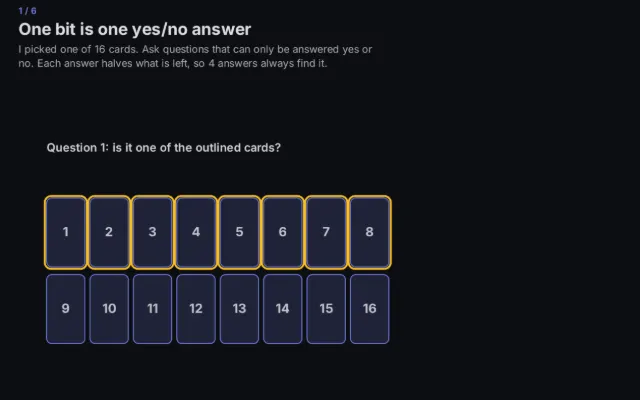 1 / 6
One bit is one yes/no answer
I picked one of 16 cards. Ask questions that can only be answered yes or
no. Each answer halves what is left, so 4 answers always find it.
Question 1: is it one of the outlined cards?
1 2 3 4 5 6 7 8
9 10 11 12 13 14 15 16